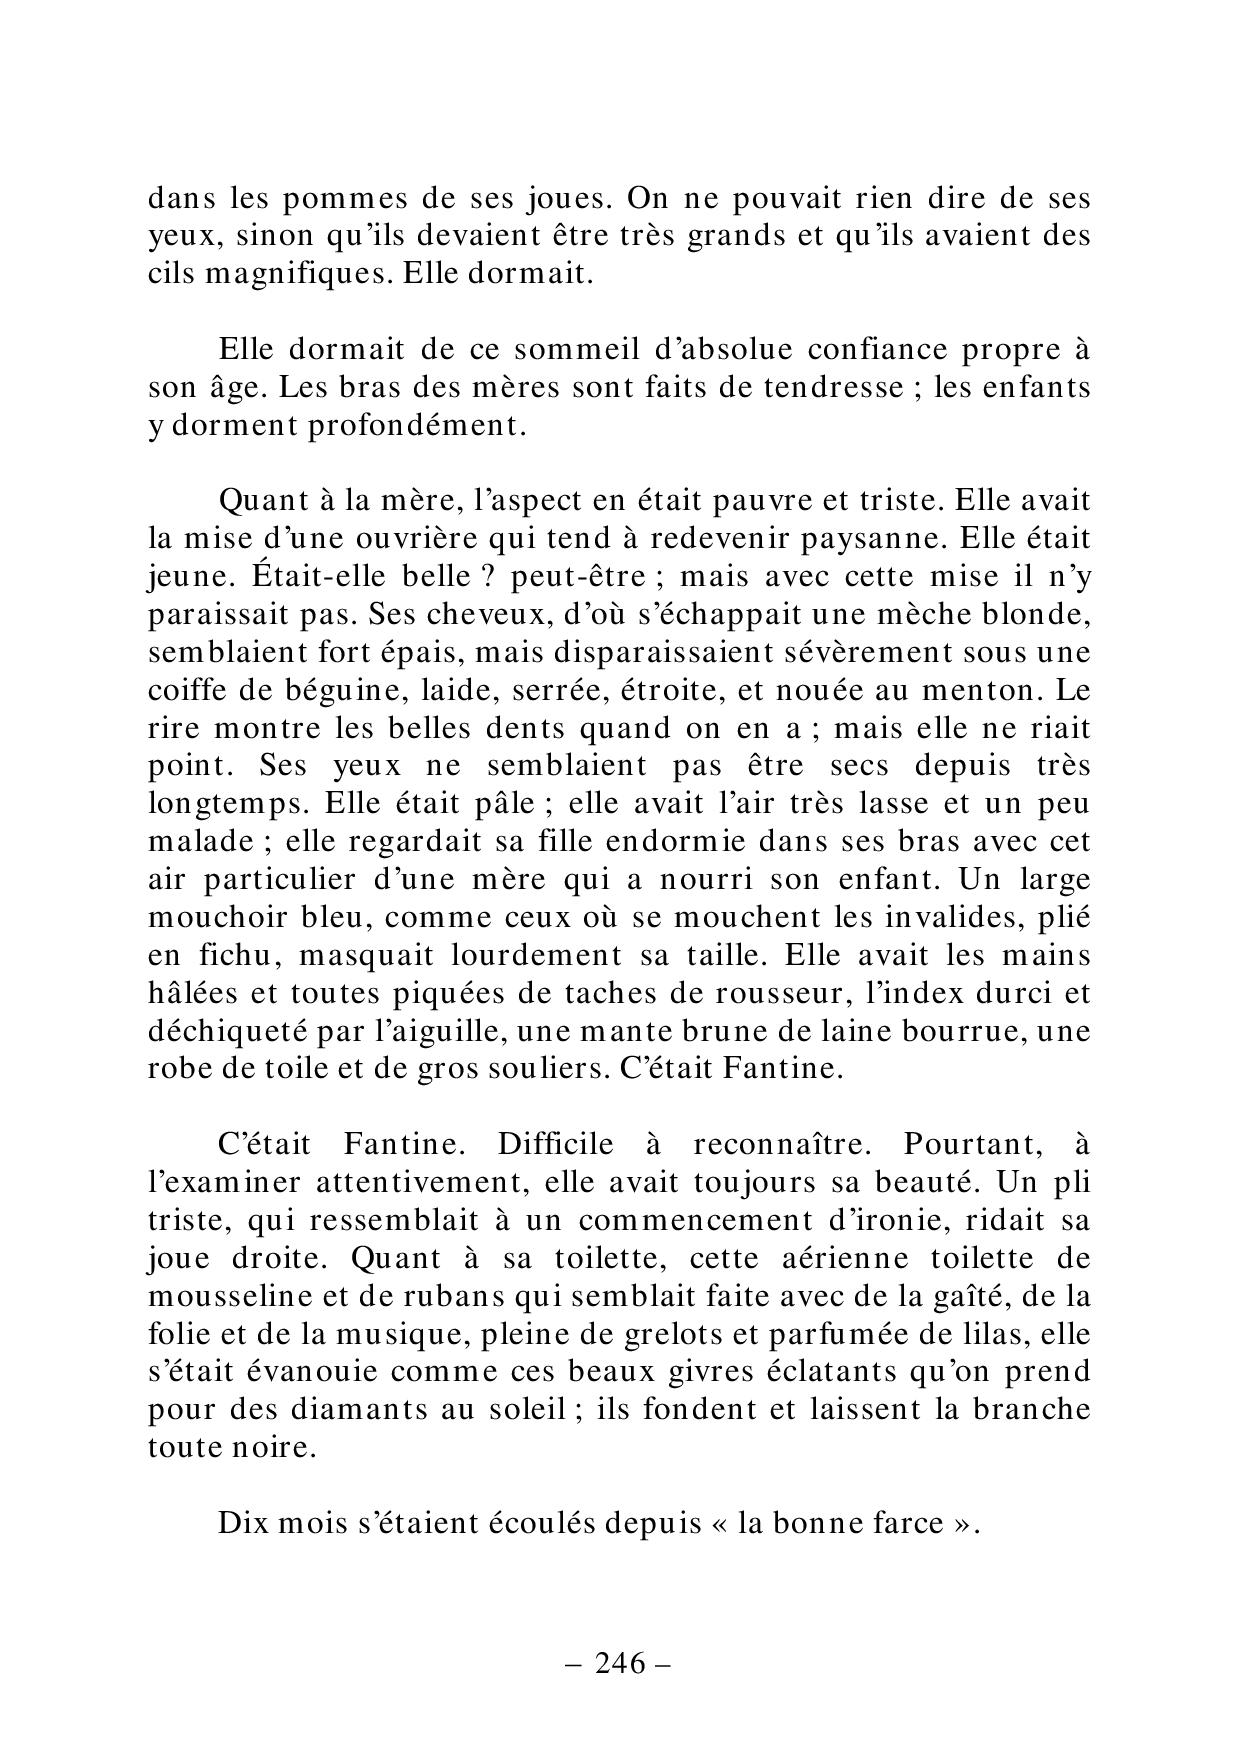 dans les pommes de ses joues. On ne pouvait rien dire de ses
yeux, sinon qu’ils devaient être très grands et qu’ils avaient des
cils magnifiques. Elle dormait.
Elle dormait de ce sommeil d’absolue confiance propre à
son âge. Les bras des mères sont faits de tendresse ; les enfants
y dorment profondément.
Quant à la mère, l’aspect en était pauvre et triste. Elle avait
la mise d’une ouvrière qui tend à redevenir paysanne. Elle était
jeune. Était-elle belle ? peut-être ; mais avec cette mise il n’y
paraissait pas. Ses cheveux, d’où s’échappait une mèche blonde,
semblaient fort épais, mais disparaissaient sévèrement sous une
coiffe de béguine, laide, serrée, étroite, et nouée au menton. Le
rire montre les belles dents quand on en a ; mais elle ne riait
point. Ses yeux ne semblaient pas être secs depuis très
longtemps. Elle était pâle ; elle avait l’air très lasse et un peu
malade ; elle regardait sa fille endormie dans ses bras avec cet
air particulier d’une mère qui a nourri son enfant. Un large
mouchoir bleu, comme ceux où se mouchent les invalides, plié
en fichu, masquait lourdement sa taille. Elle avait les mains
hâlées et toutes piquées de taches de rousseur, l’index durci et
déchiqueté par l’aiguille, une mante brune de laine bourrue, une
robe de toile et de gros souliers. C’était Fantine.
C’était Fantine. Difficile à reconnaître. Pourtant, à
l’examiner attentivement, elle avait toujours sa beauté. Un pli
triste, qui ressemblait à un commencement d’ironie, ridait sa
joue droite. Quant à sa toilette, cette aérienne toilette de
mousseline et de rubans qui semblait faite avec de la gaîté, de la
folie et de la musique, pleine de grelots et parfumée de lilas, elle
s’était évanouie comme ces beaux givres éclatants qu’on prend
pour des diamants au soleil ; ils fondent et laissent la branche
toute noire.
Dix mois s’étaient écoulés depuis « la bonne farce ».
– 246 –